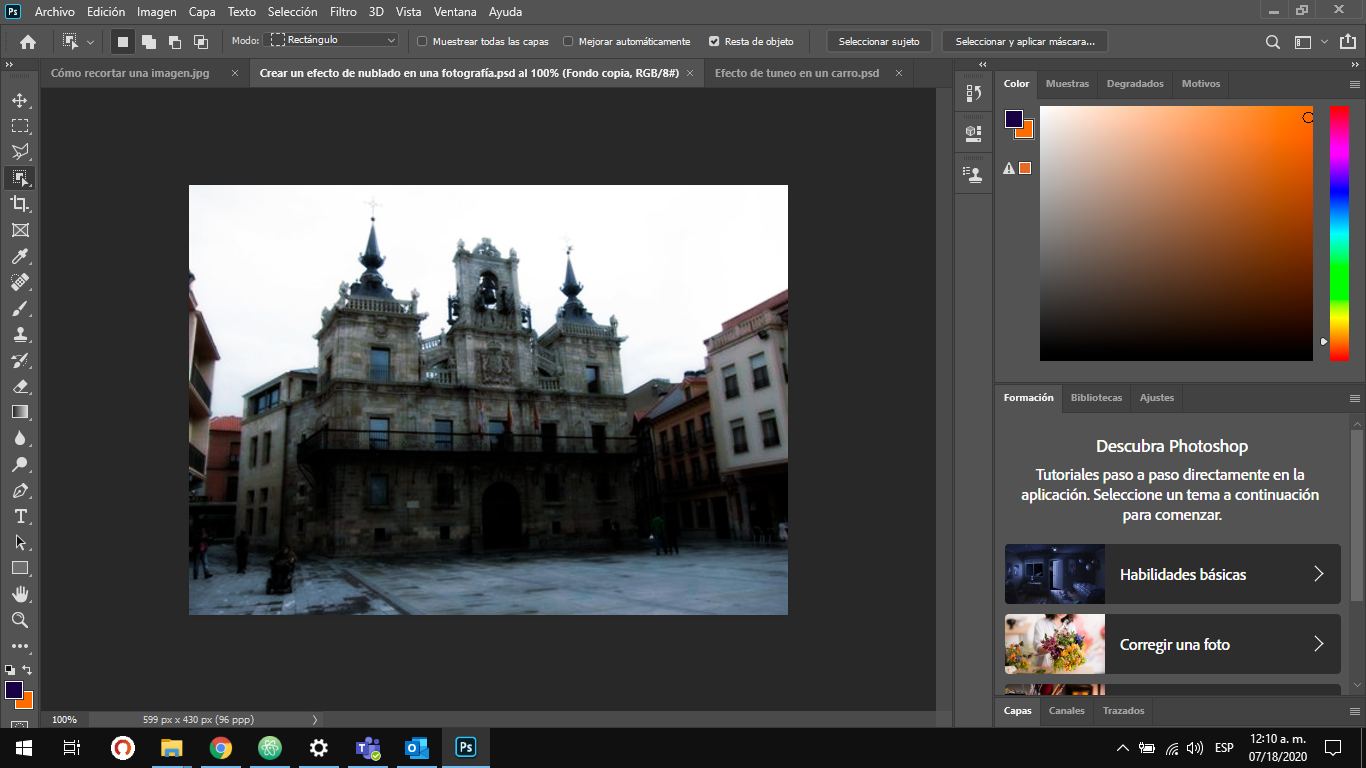 Ps Archivo Edición Imagen Capa Texto Selección Filtro 3D Vista Ventana Ayuda
Modo: Rectángulo Muestrear todas las capas Mejorar automáticamente Resta de objeto Seleccionar sujeto Seleccionar y aplicar máscara...
Cómo recortar una imagen.jpg × Crear un efecto de nublado en una fotografía.psd al 100% (Fondo copia, RGB/8#) × Efecto de tuneo en un carro.psd ×
Color Muestras Degradados Motivos
Formación Bibliotecas Ajustes
Descubra Photoshop
Tutoriales paso a paso directamente en la
aplicación. Seleccione un tema a continuación
para comenzar.
Habilidades básicas
Corregir una foto
T
Capas Canales Trazados
100% 599 px x 430 px (96 ppp)
Ps
ESP
12:10 a. m.
07/18/2020